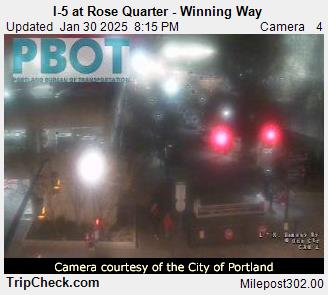 I-5 at Rose Quarter - Winning Way
Updated Jan 30 2025 8:15 PM Camera 4
PBOT
PORTLAND BUREAU OF TRANSPORTATION
Camera courtesy of the City of Portland
TripCheck.com Milepost302.00